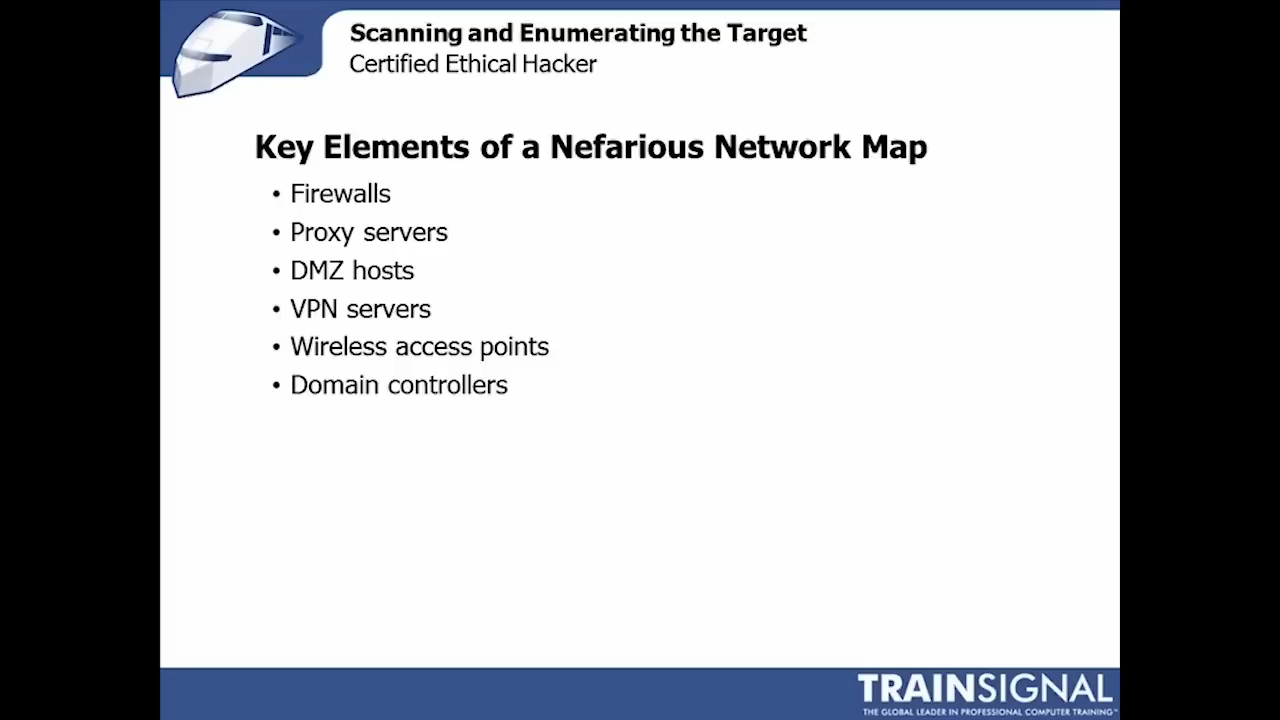 Scanning and Enumerating the Target
Certified Ethical Hacker
Key Elements of a Nefarious Network Map
• Firewalls
• Proxy servers
• DMZ hosts
• VPN servers
• Wireless access points
• Domain controllers
TRAINSIGNAL
THE GLOBAL LEADER IN PROFESSIONAL COMPUTER TRAINING™